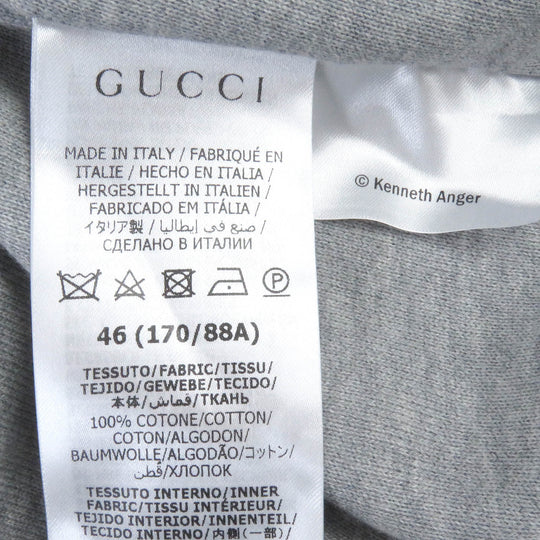 GUCCI
MADE IN ITALY / FABRIQUÉ EN
ITALIE / HECHO EN ITALIA /
HERGESTELLT IN ITALIEN /
FABRICADO EM ITÁLIA /
イタリア製 / صنع في إيطاليا /
СДЕЛАНО В ИТАЛИИ
P
46 (170/88A)
TESSUTO/FABRIC/TISSU/
TEJIDO/GEWEBE/TECIDO/
本体/قماش/ТКАНЬ
100% COTONE/COTTON/
COTON/ALGODON/
BAUMWOLLE/ALGODÃO/コットン/
قطن/ХЛОПОК
TESSUTO INTERNO/INNER
FABRIC/TISSU INTÉRIEUR/
TEJIDO INTERIOR/INNENTEIL/
TECIDO INTERNO/内側(一部)/
© Kenneth Anger